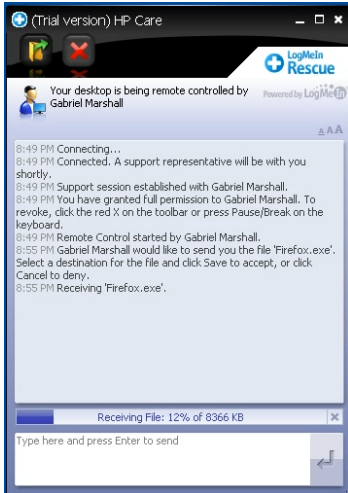 (Trial version) HP Care
LogMeIn
Rescue
Your desktop is being remote controlled by
Gabriel Marshall
Powered by LogMeIn
A A A
8:49 PM Connecting...
8:49 PM Connected. A support representative will be with you
shortly.
8:49 PM Support session established with Gabriel Marshall.
8:49 PM You have granted full permission to Gabriel Marshall. To
revoke, click the red X on the toolbar or press Pause/Break on the
keyboard.
8:49 PM Remote Control started by Gabriel Marshall.
8:55 PM Gabriel Marshall would like to send you the file 'Firefox.exe'.
Select a destination for the file and click Save to accept, or click
Cancel to deny.
8:55 PM Receiving 'Firefox.exe'.
Receiving File: 12% of 8366 KB
Type here and press Enter to send